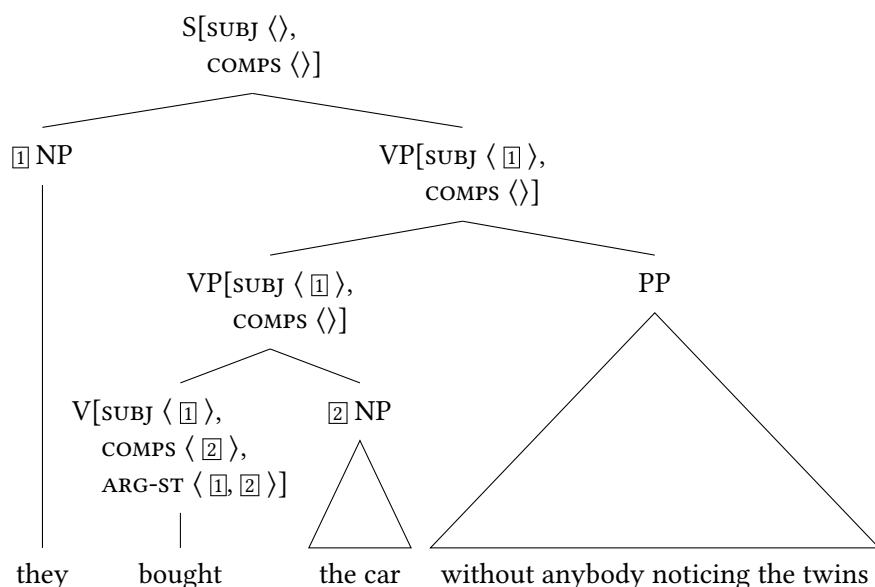 S[SUBJ ⟨⟩,
COMPS ⟨⟩]
1 NP VP[SUBJ ⟨ 1 ⟩,
COMPS ⟨⟩]
VP[SUBJ ⟨ 1 ⟩, PP
COMPS ⟨⟩]
V[SUBJ ⟨ 1 ⟩, 2 NP
COMPS ⟨ 2 ⟩,
ARG-ST ⟨ 1, 2 ⟩]
they bought the car without anybody noticing the twins